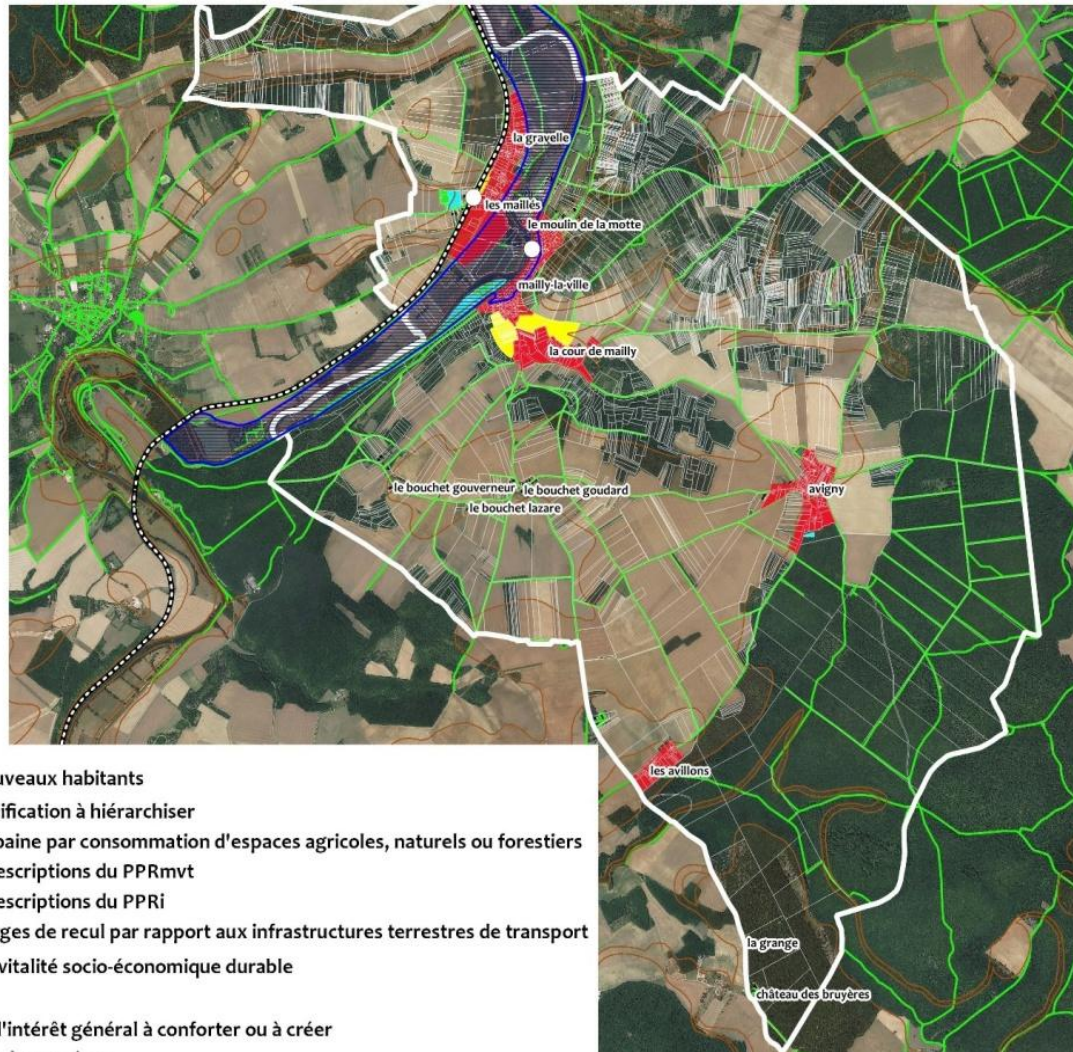 la gravelle
les maillés
le moulin de la motte
mailly-la-ville
la cour de mailly
le bouchet gouverneur
le bouchet goudard
avigny
le bouchet lazare
les avillons
la grange
château des bruyères
uveaux habitants
ification à hiérarchiser
baine par consommation d'espaces agricoles, naturels ou forestiers
escriptions du PPRmvt
escriptions du PPRi
ges de recul par rapport aux infrastructures terrestres de transport
vitalité socio-économique durable
l'intérêt général à conforter ou à créer